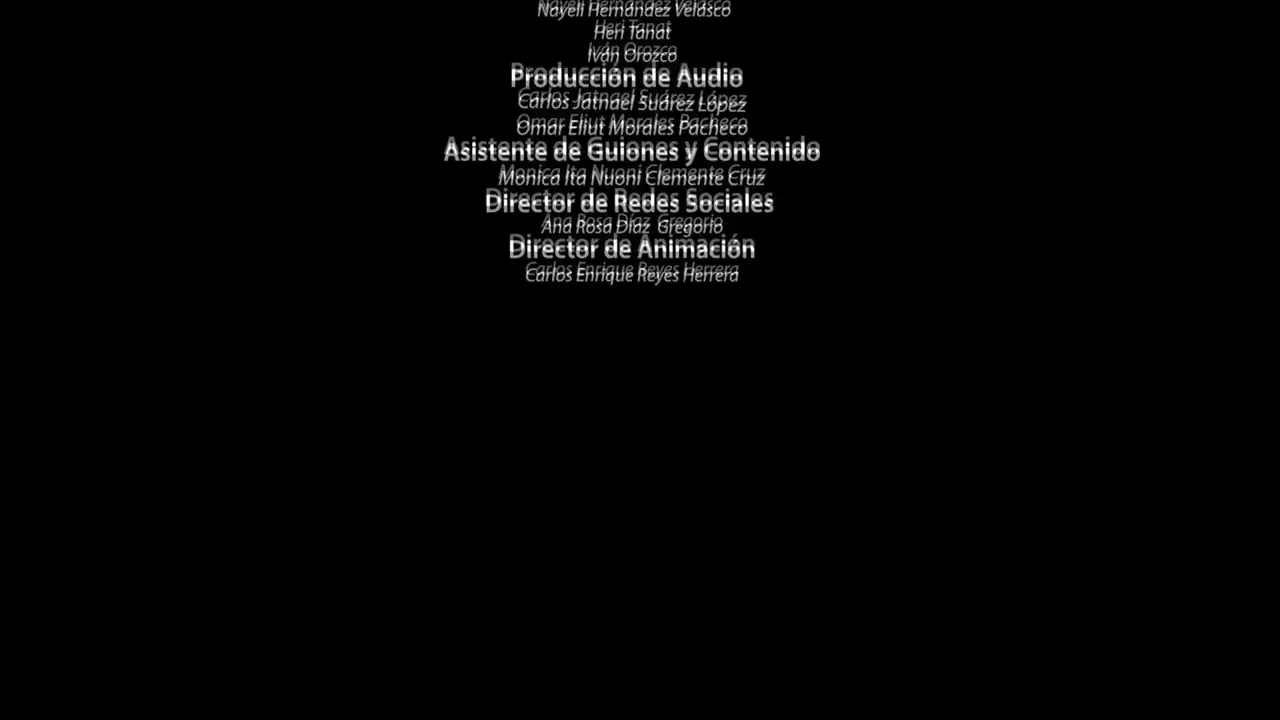 Nayeli Hernández Velasco
Heri Tanat
Iván Orozco
Producción de Audio
Carlos Jatnael Suárez López
Omar Eliut Morales Pacheco
Asistente de Guiones y Contenido
Monica Ita Nuoni Clemente Cruz
Director de Redes Sociales
Ana Rosa Díaz Gregorio
Director de Animación
Carlos Enrique Reyes Herrera